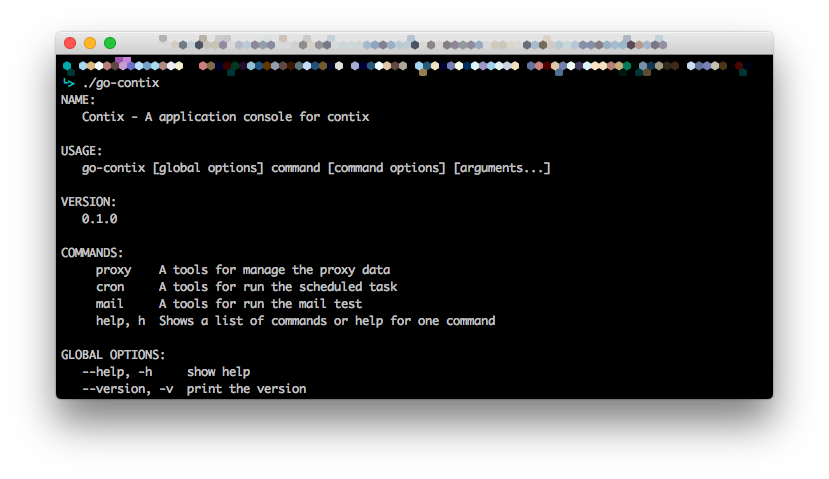 ↳ ./go-contix
NAME:
   Contix - A application console for contix

USAGE:
   go-contix [global options] command [command options] [arguments...]

VERSION:
   0.1.0

COMMANDS:
     proxy    A tools for manage the proxy data
     cron     A tools for run the scheduled task
     mail     A tools for run the mail test
     help, h  Shows a list of commands or help for one command

GLOBAL OPTIONS:
   --help, -h     show help
   --version, -v  print the version